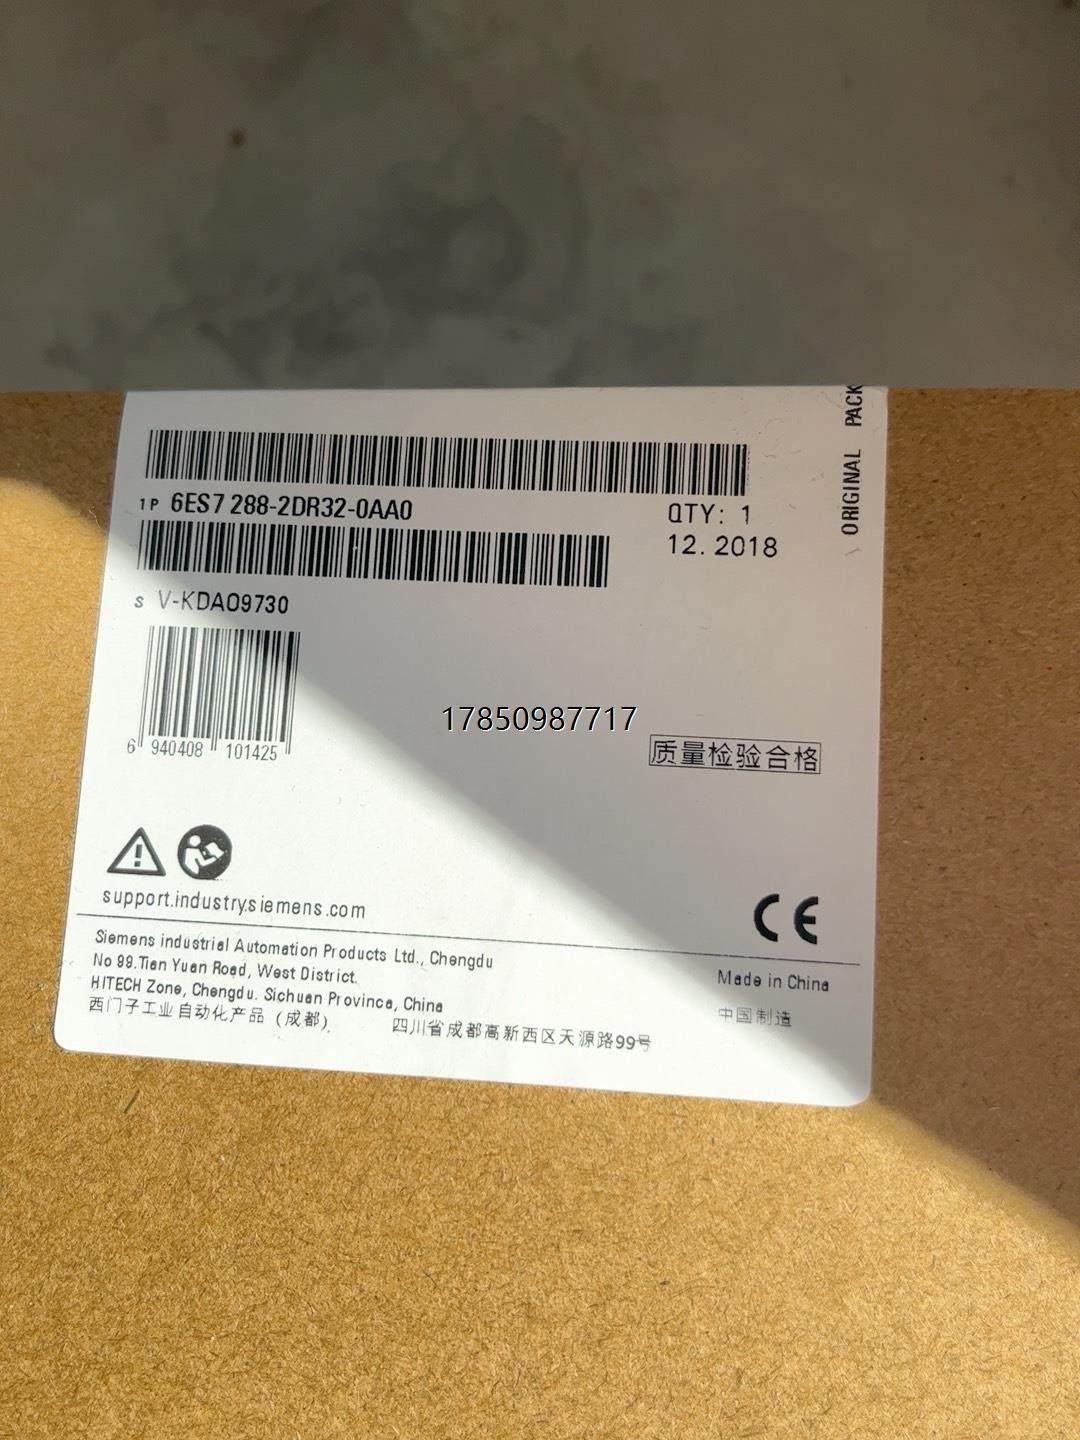 ORIGINAL PACK
1P 6ES7 288-2DR32-0AA0
QTY: 1
12.2018
S V-KDA09730
6 940408 101425
17850987717
质量检验合格
support.industry.siemens.com
Siemens industrial Automation Products Ltd., Chengdu
No 99.Tian Yuan Road, West District.
HITECH Zone, Chengdu. Sichuan Province, China
西门子工业自动化产品 (成都).
四川省成都高新西区天源路99号
CE
Made in China
中国制造